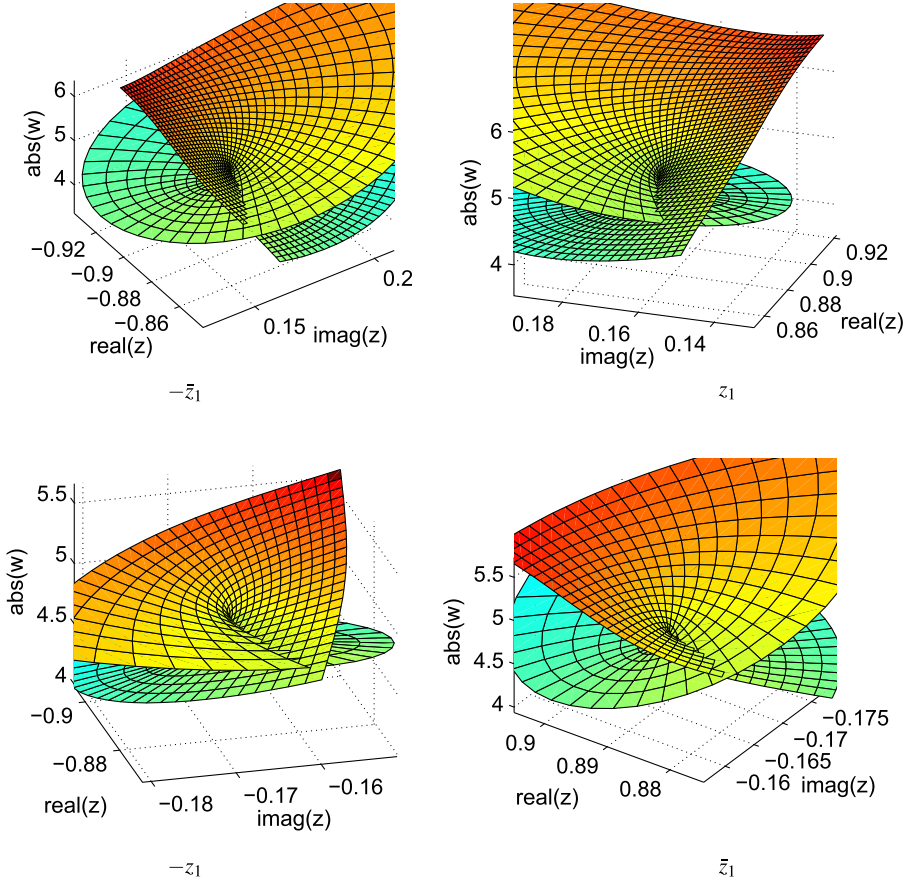 abs(w)
6
5
4
−0.92
−0.9
−0.88
−0.86
real(z)
0.15
0.2
imag(z)
−z̄₁
abs(w)
6
5
4
0.18
0.16
0.14
imag(z)
0.92
0.9
0.88
0.86
real(z)
z₁
abs(w)
5.5
5
4.5
4
−0.9
−0.88
real(z)
−0.18
−0.17
−0.16
imag(z)
−z₁
abs(w)
5.5
5
4.5
4
0.9
0.89
0.88
real(z)
−0.175
−0.17
−0.165
−0.16
imag(z)
z̄₁